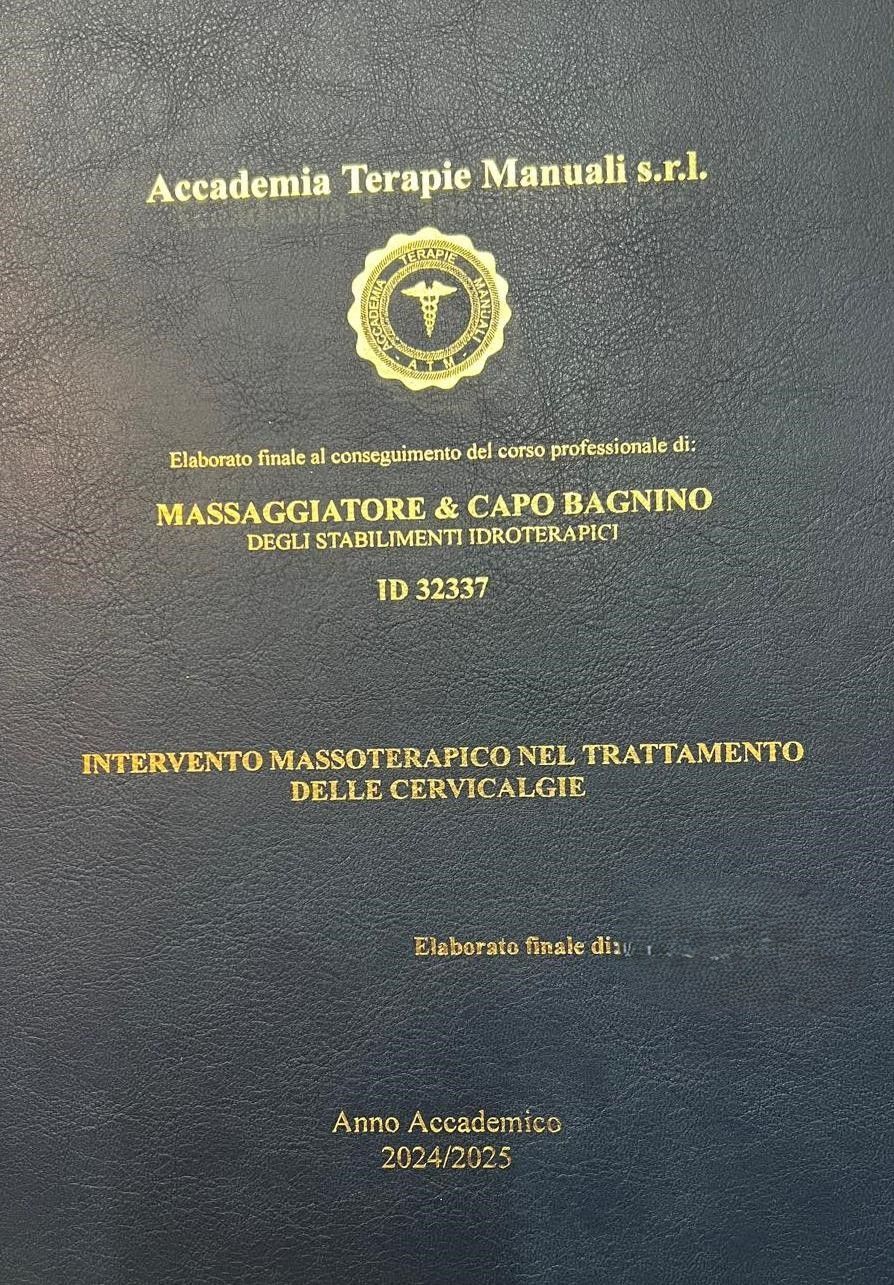 Accademia Terapie Manuali s.r.l.
ACCADEMIA TERAPIE MANUALI
- ATM -
Elaborato finale al conseguimento del corso professionale di:
MASSAGGIATORE & CAPO BAGNINO
DEGLI STABILIMENTI IDROTERAPICI
ID 32337
INTERVENTO MASSOTERAPICO NEL TRATTAMENTO
DELLE CERVICALGIE
Elaborato finale di:
Anno Accademico
2024/2025